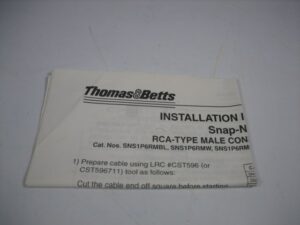 Thomas&Betts
INSTALLATION I
Snap-N
RCA-TYPE MALE CON
Cat. Nos. SNS1P6RMBL, SNS1P6RMW, SNS1P6RM
1) Prepare cable using LRC #CST596 (or
CST596711) tool as follows:
Cut the cable end off square before starting